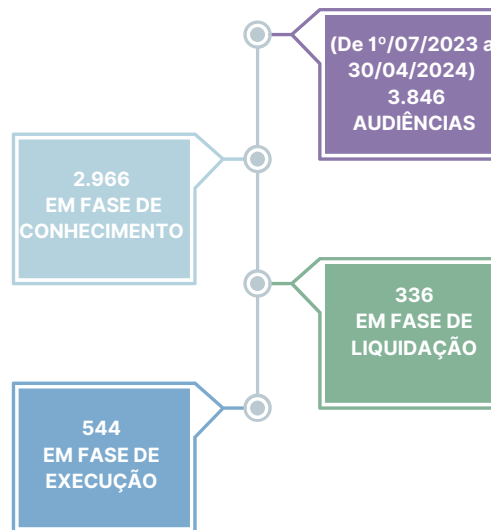 (De 1º/07/2023 a
30/04/2024)
3.846
AUDIÊNCIAS
2.966
EM FASE DE
CONHECIMENTO
336
EM FASE DE
LIQUIDAÇÃO
544
EM FASE DE
EXECUÇÃO